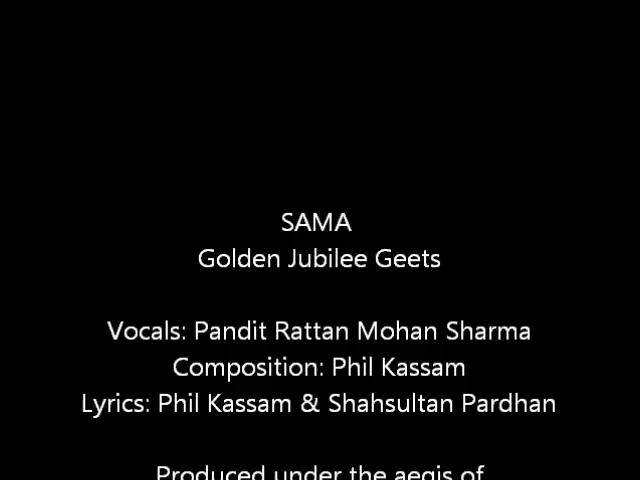 SAMA
Golden Jubilee Geets
Vocals: Pandit Rattan Mohan Sharma
Composition: Phil Kassam
Lyrics: Phil Kassam & Shahsultan Pardhan
Produced under the aegis of